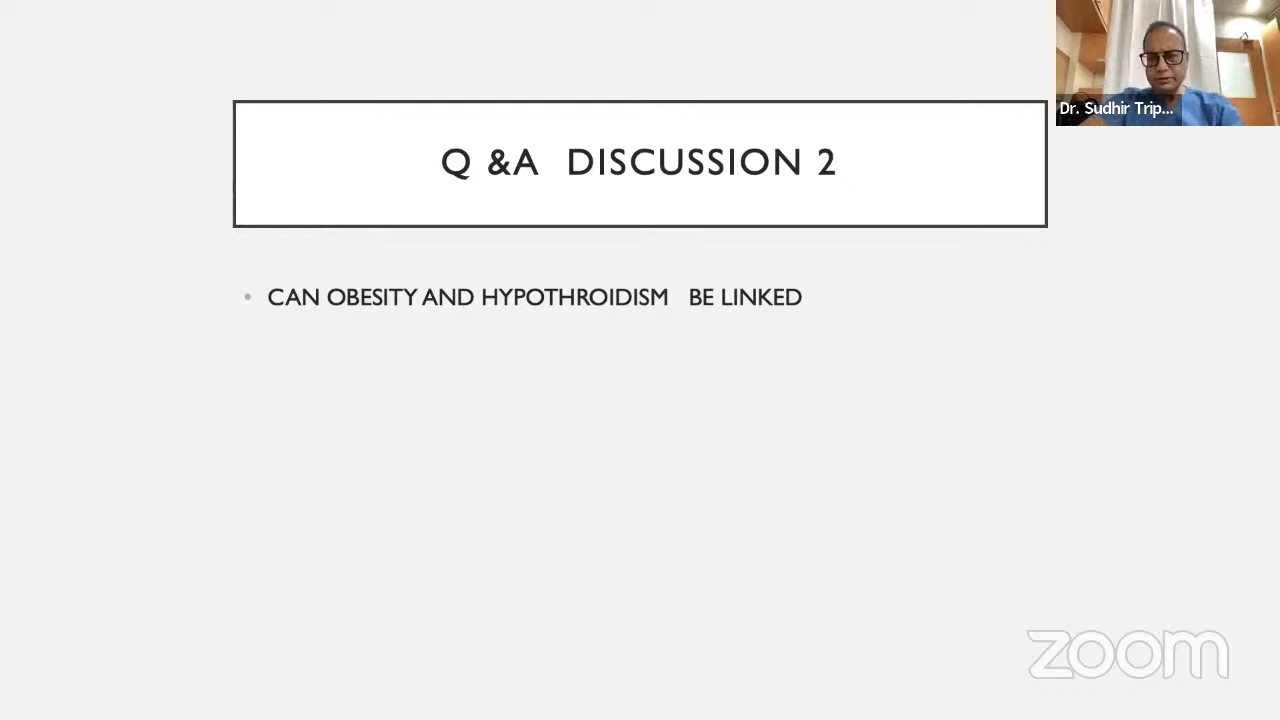 Dr. Sudhir Trip...
Q &A DISCUSSION 2
• CAN OBESITY AND HYPOTHROIDISM BE LINKED
zoom